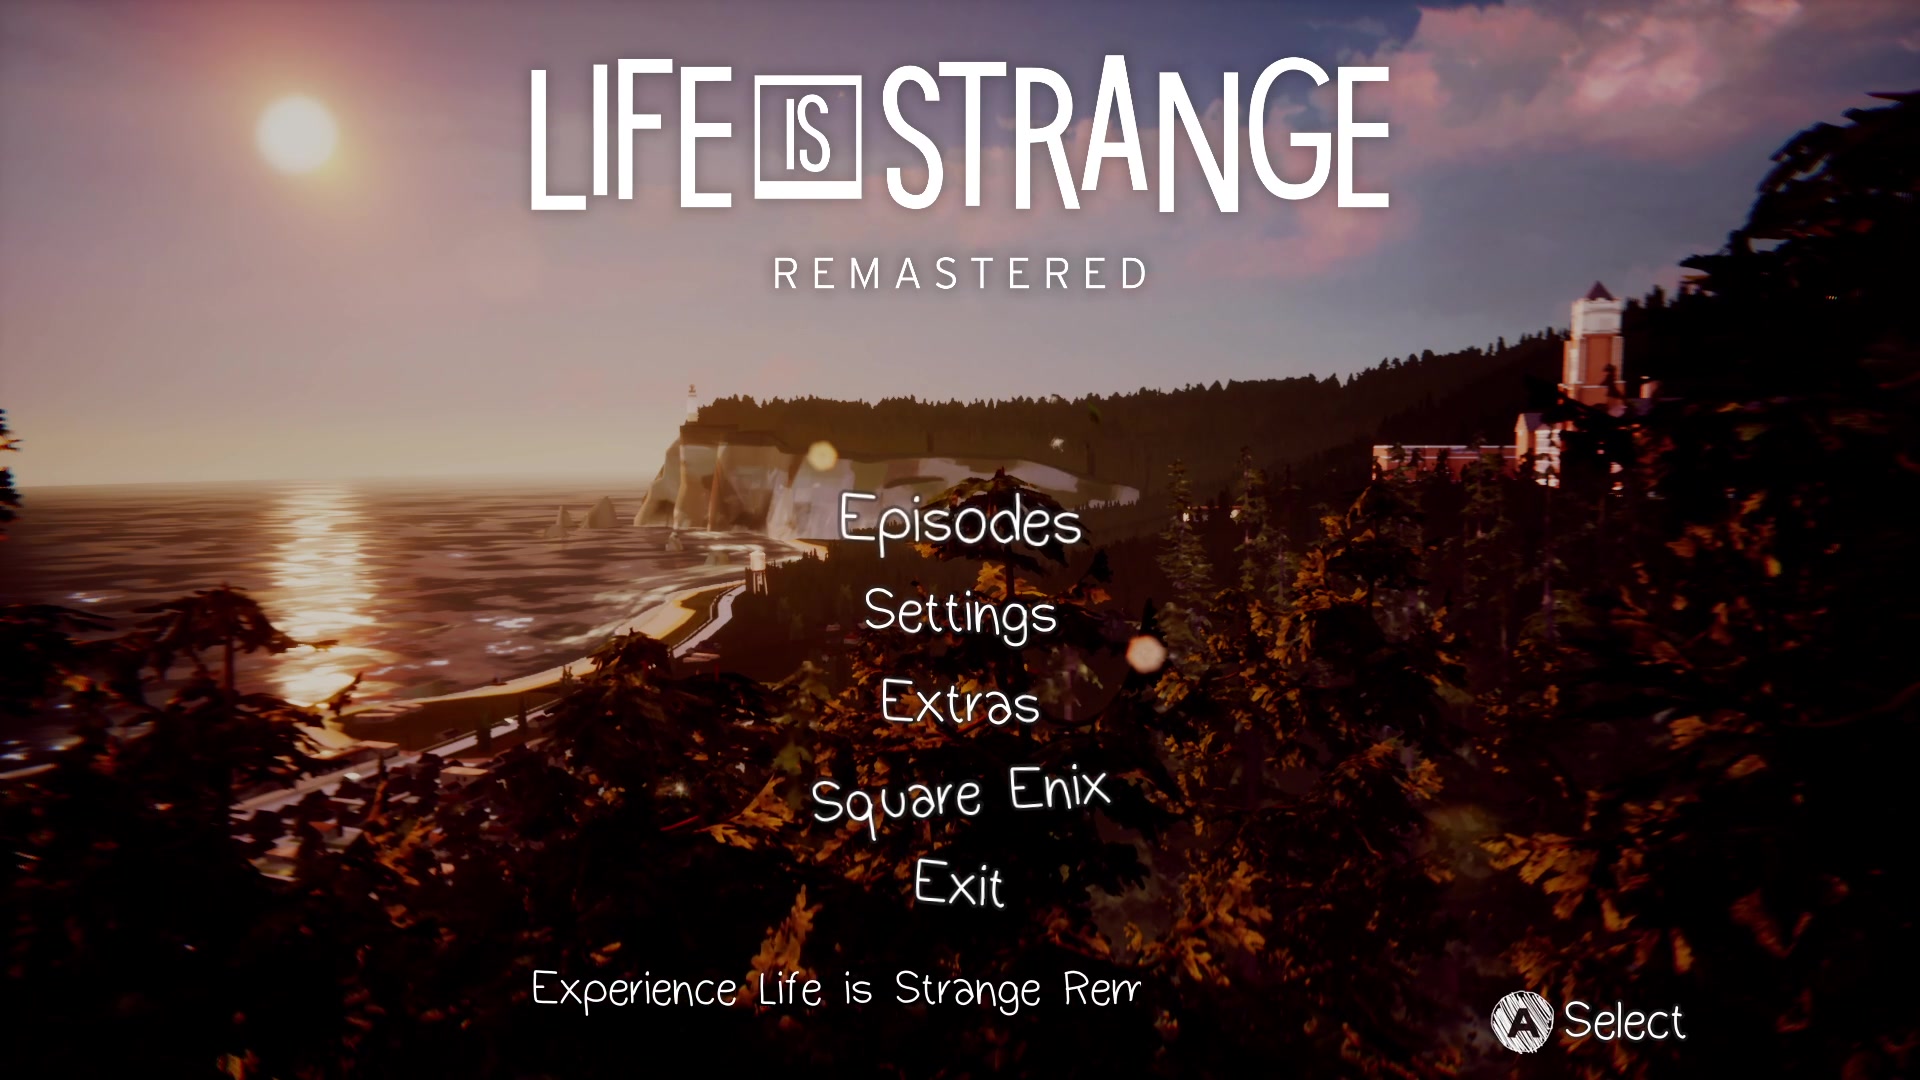 LIFE IS STRANGE
REMASTERED
Episodes
Settings
Extras
Square Enix
Exit
Experience Life is Strange Rem
A Select